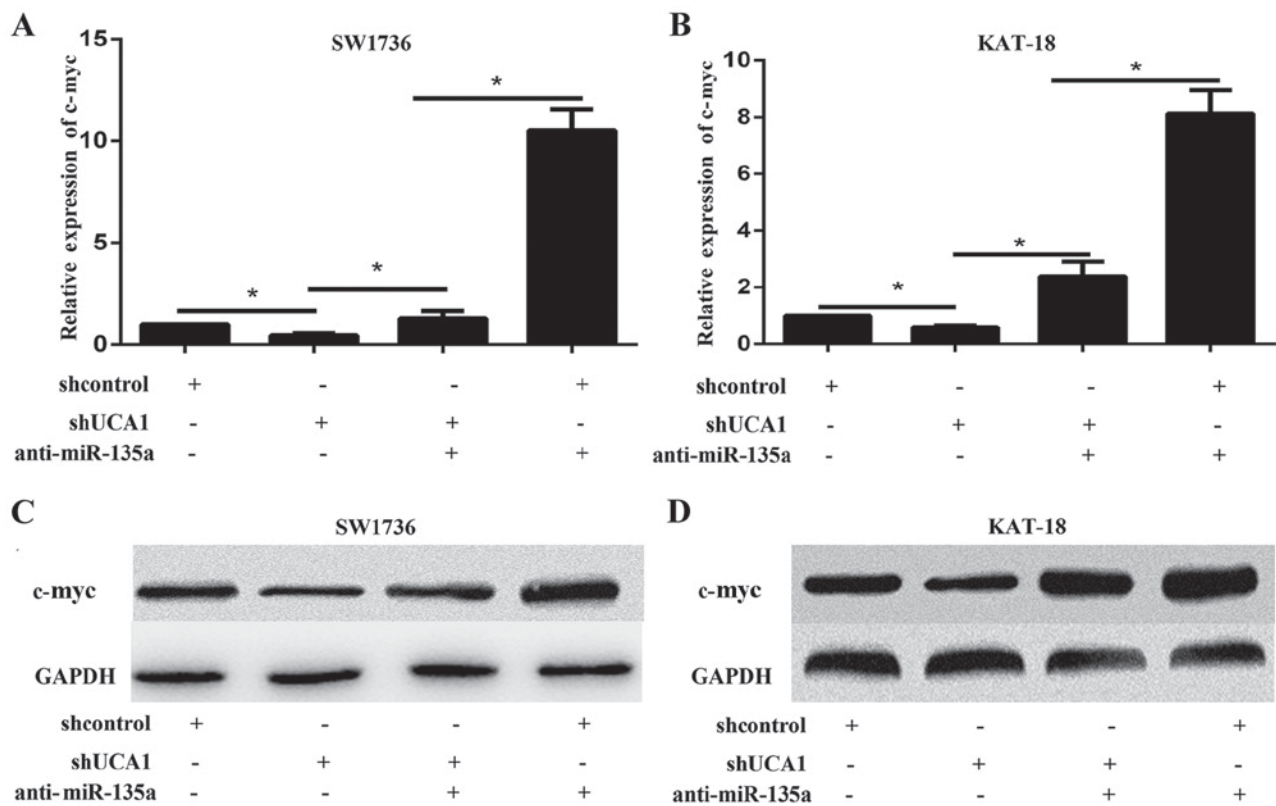 A
SW1736
Relative expression of c-myc
15
10
5
0
*
*
*
shcontrol + - - +
shUCA1 - + + -
anti-miR-135a - - + +
B
KAT-18
Relative expression of c-myc
10
8
6
4
2
0
*
*
*
shcontrol + - - +
shUCA1 - + + -
anti-miR-135a - - + +
C
SW1736
c-myc
GAPDH
shcontrol + - - +
shUCA1 - + + -
anti-miR-135a - - + +
D
KAT-18
c-myc
GAPDH
shcontrol + - - +
shUCA1 - + + -
anti-miR-135a - - + +